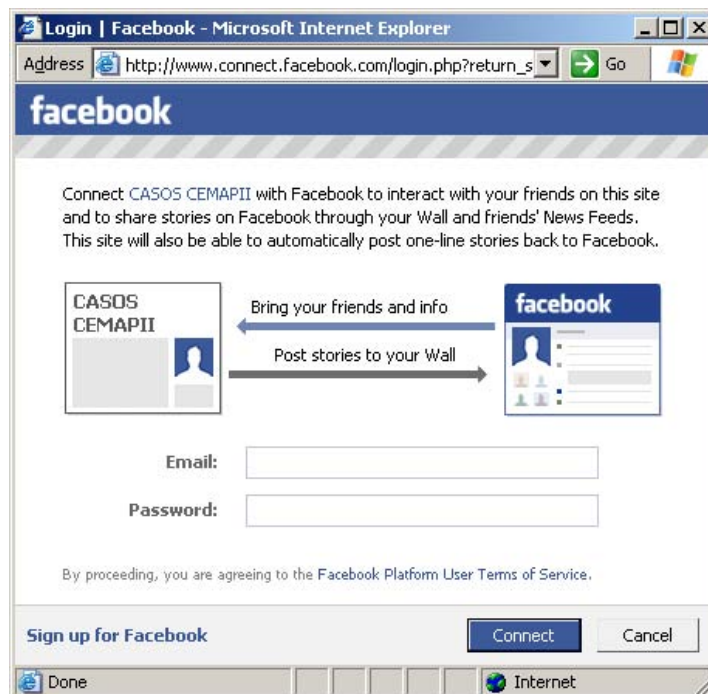 Login | Facebook - Microsoft Internet Explorer
Address http://www.connect.facebook.com/login.php?return_s Go
facebook
Connect CASOS CEMAPII with Facebook to interact with your friends on this site
and to share stories on Facebook through your Wall and friends' News Feeds.
This site will also be able to automatically post one-line stories back to Facebook.
CASOS
CEMAPII
Bring your friends and info
Post stories to your Wall
facebook
Email:
Password:
By proceeding, you are agreeing to the Facebook Platform User Terms of Service.
Sign up for Facebook
Connect
Cancel
Done
Internet